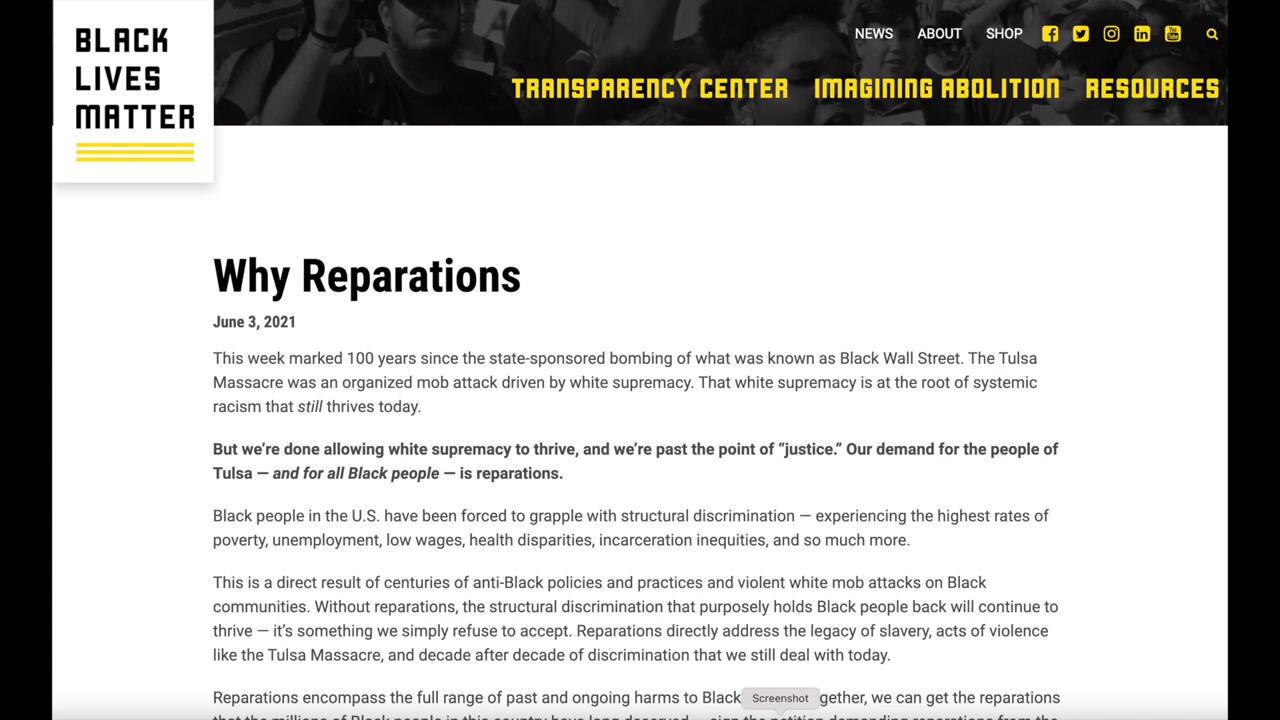 BLACK
LIVES
MATTER
NEWS ABOUT SHOP
TRANSPARENCY CENTER IMAGINING ABOLITION RESOURCES
Why Reparations
June 3, 2021
This week marked 100 years since the state-sponsored bombing of what was known as Black Wall Street. The Tulsa
Massacre was an organized mob attack driven by white supremacy. That white supremacy is at the root of systemic
racism that still thrives today.
But we’re done allowing white supremacy to thrive, and we’re past the point of “justice.” Our demand for the people of
Tulsa — and for all Black people — is reparations.
Black people in the U.S. have been forced to grapple with structural discrimination — experiencing the highest rates of
poverty, unemployment, low wages, health disparities, incarceration inequities, and so much more.
This is a direct result of centuries of anti-Black policies and practices and violent white mob attacks on Black
communities. Without reparations, the structural discrimination that purposely holds Black people back will continue to
thrive — it’s something we simply refuse to accept. Reparations directly address the legacy of slavery, acts of violence
like the Tulsa Massacre, and decade after decade of discrimination that we still deal with today.
Reparations encompass the full range of past and ongoing harms to Black Screenshot gether, we can get the reparations